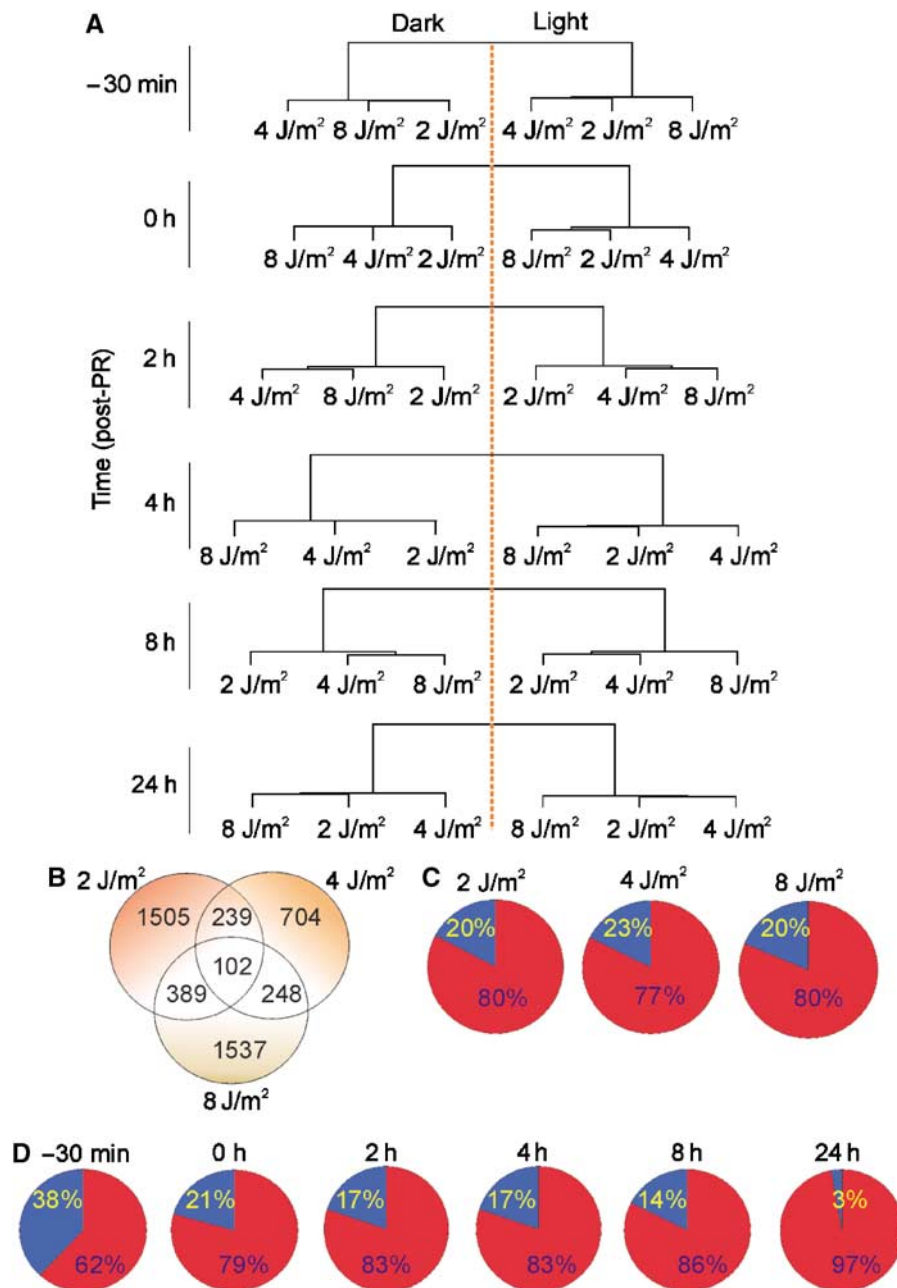 A
Dark Light
–30 min
4 J/m² 8 J/m² 2 J/m² 4 J/m² 2 J/m² 8 J/m²
0 h
8 J/m² 4 J/m² 2 J/m² 8 J/m² 2 J/m² 4 J/m²
Time (post-PR)
2 h
4 J/m² 8 J/m² 2 J/m² 2 J/m² 4 J/m² 8 J/m²
4 h
8 J/m² 4 J/m² 2 J/m² 8 J/m² 2 J/m² 4 J/m²
8 h
2 J/m² 4 J/m² 8 J/m² 2 J/m² 4 J/m² 8 J/m²
24 h
8 J/m² 2 J/m² 4 J/m² 8 J/m² 2 J/m² 4 J/m²
B
2 J/m² 4 J/m²
1505 239 704
102
389 248
1537
8 J/m²
C
2 J/m² 4 J/m² 8 J/m²
20% 23% 20%
80% 77% 80%
D
–30 min 0 h 2 h 4 h 8 h 24 h
38% 21% 17% 17% 14% 3%
62% 79% 83% 83% 86% 97%